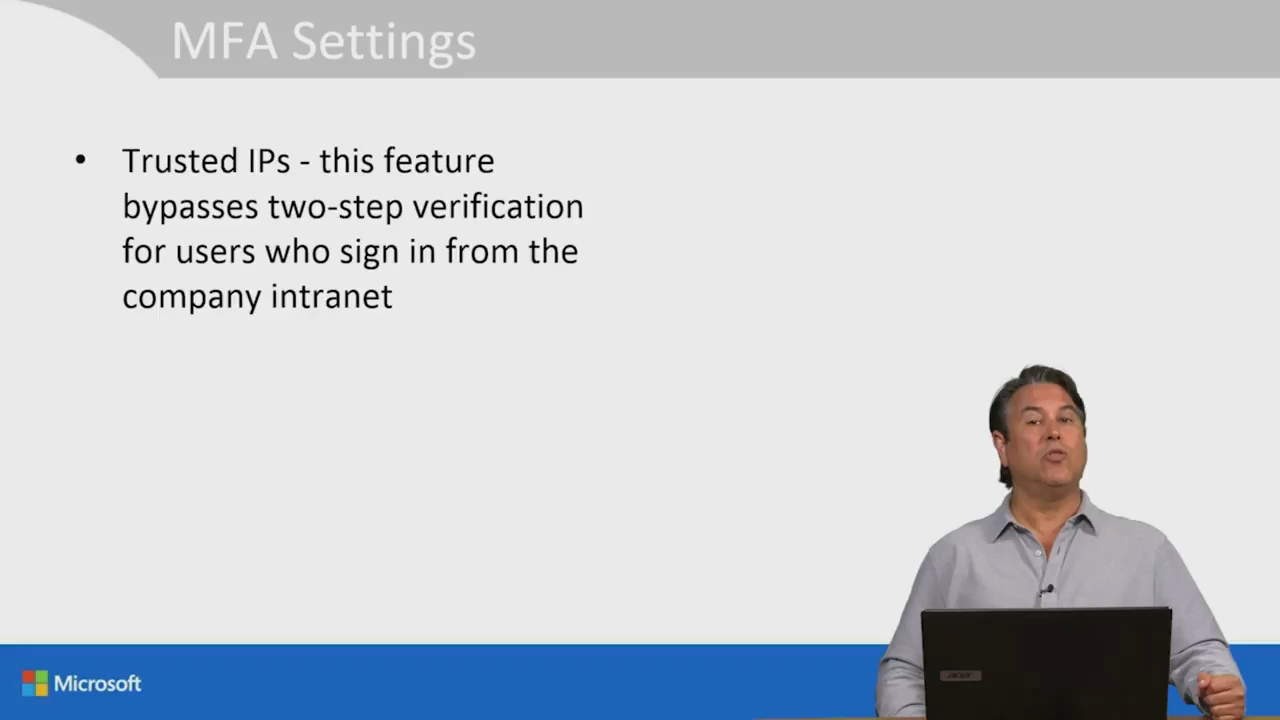 MFA Settings
• Trusted IPs - this feature
bypasses two-step verification
for users who sign in from the
company intranet
Microsoft
acer